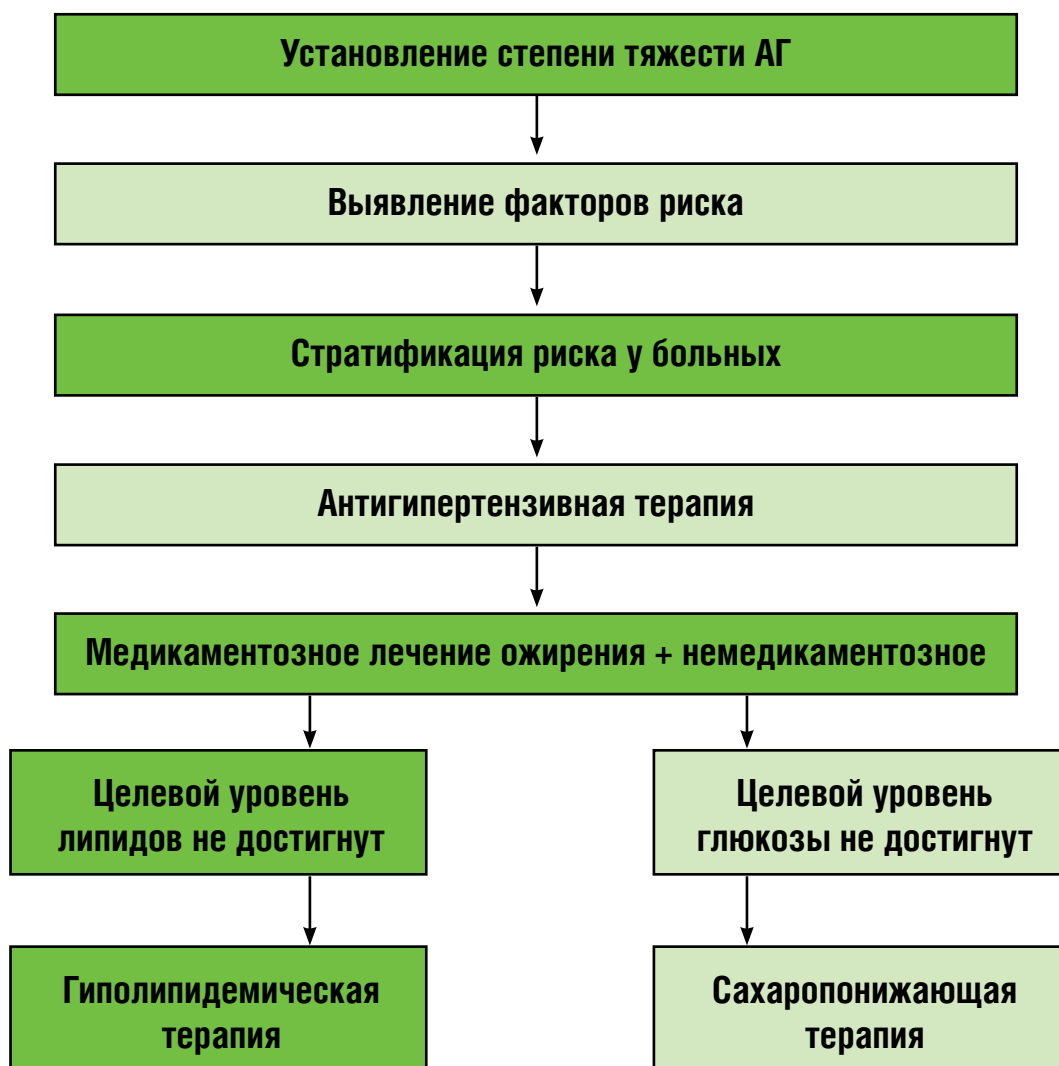 Установление степени тяжести АГ
Выявление факторов риска
Стратификация риска у больных
Антигипертензивная терапия
Медикаментозное лечение ожирения + немедикаментозное
Целевой уровень
липидов не достигнут
Целевой уровень
глюкозы не достигнут
Гиполипидемическая
терапия
Сахаропонижающая
терапия